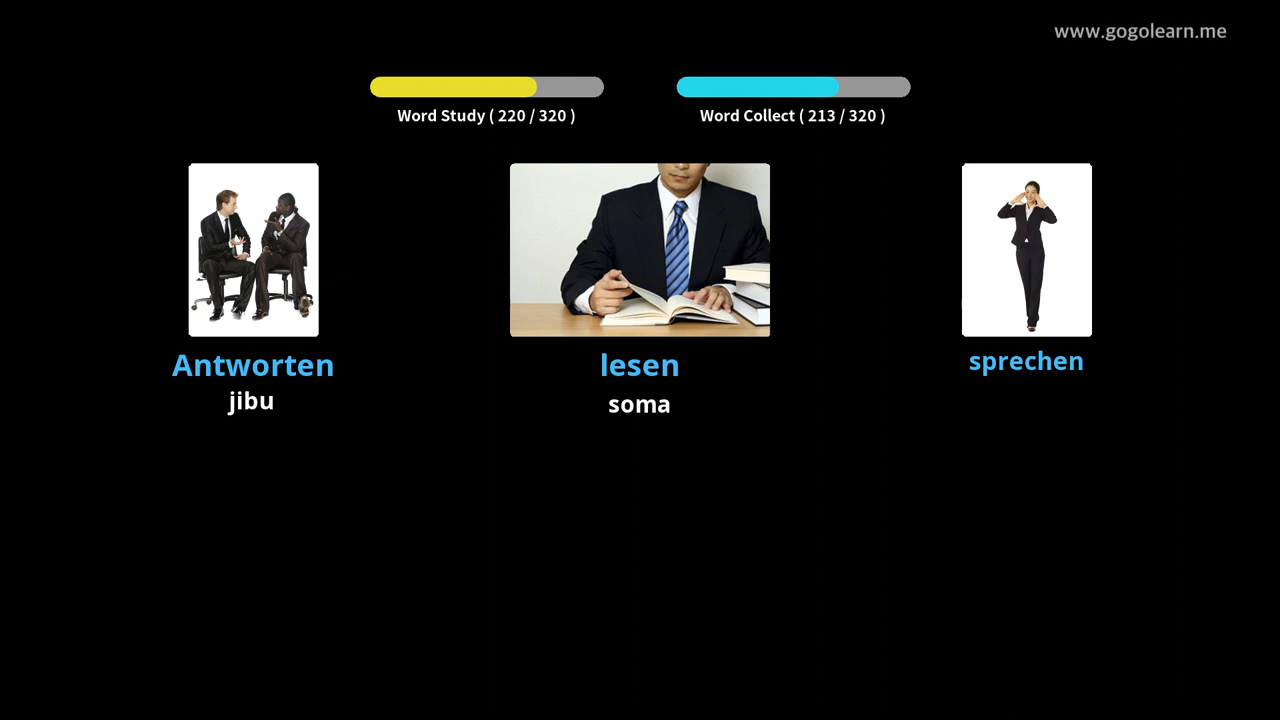 www.gogolearn.me
Word Study ( 220 / 320 )
Word Collect ( 213 / 320 )
Antworten
jibu
lesen
soma
sprechen